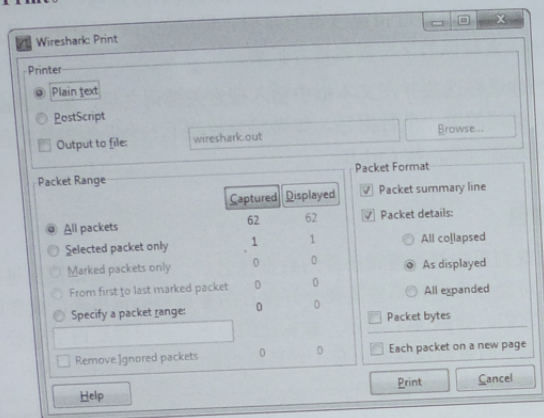 Print。
Wireshark: Print
Printer
Plain text
PostScript
Output to file: wireshark.out Browse...
Packet Range
Captured Displayed
All packets 62 62
Selected packet only 1 1
Marked packets only 0 0
From first to last marked packet 0 0
Specify a packet range: 0 0
Remove Ignored packets 0 0
Packet Format
Packet summary line
Packet details:
All collapsed
As displayed
All expanded
Packet bytes
Each packet on a new page
Help Print Cancel